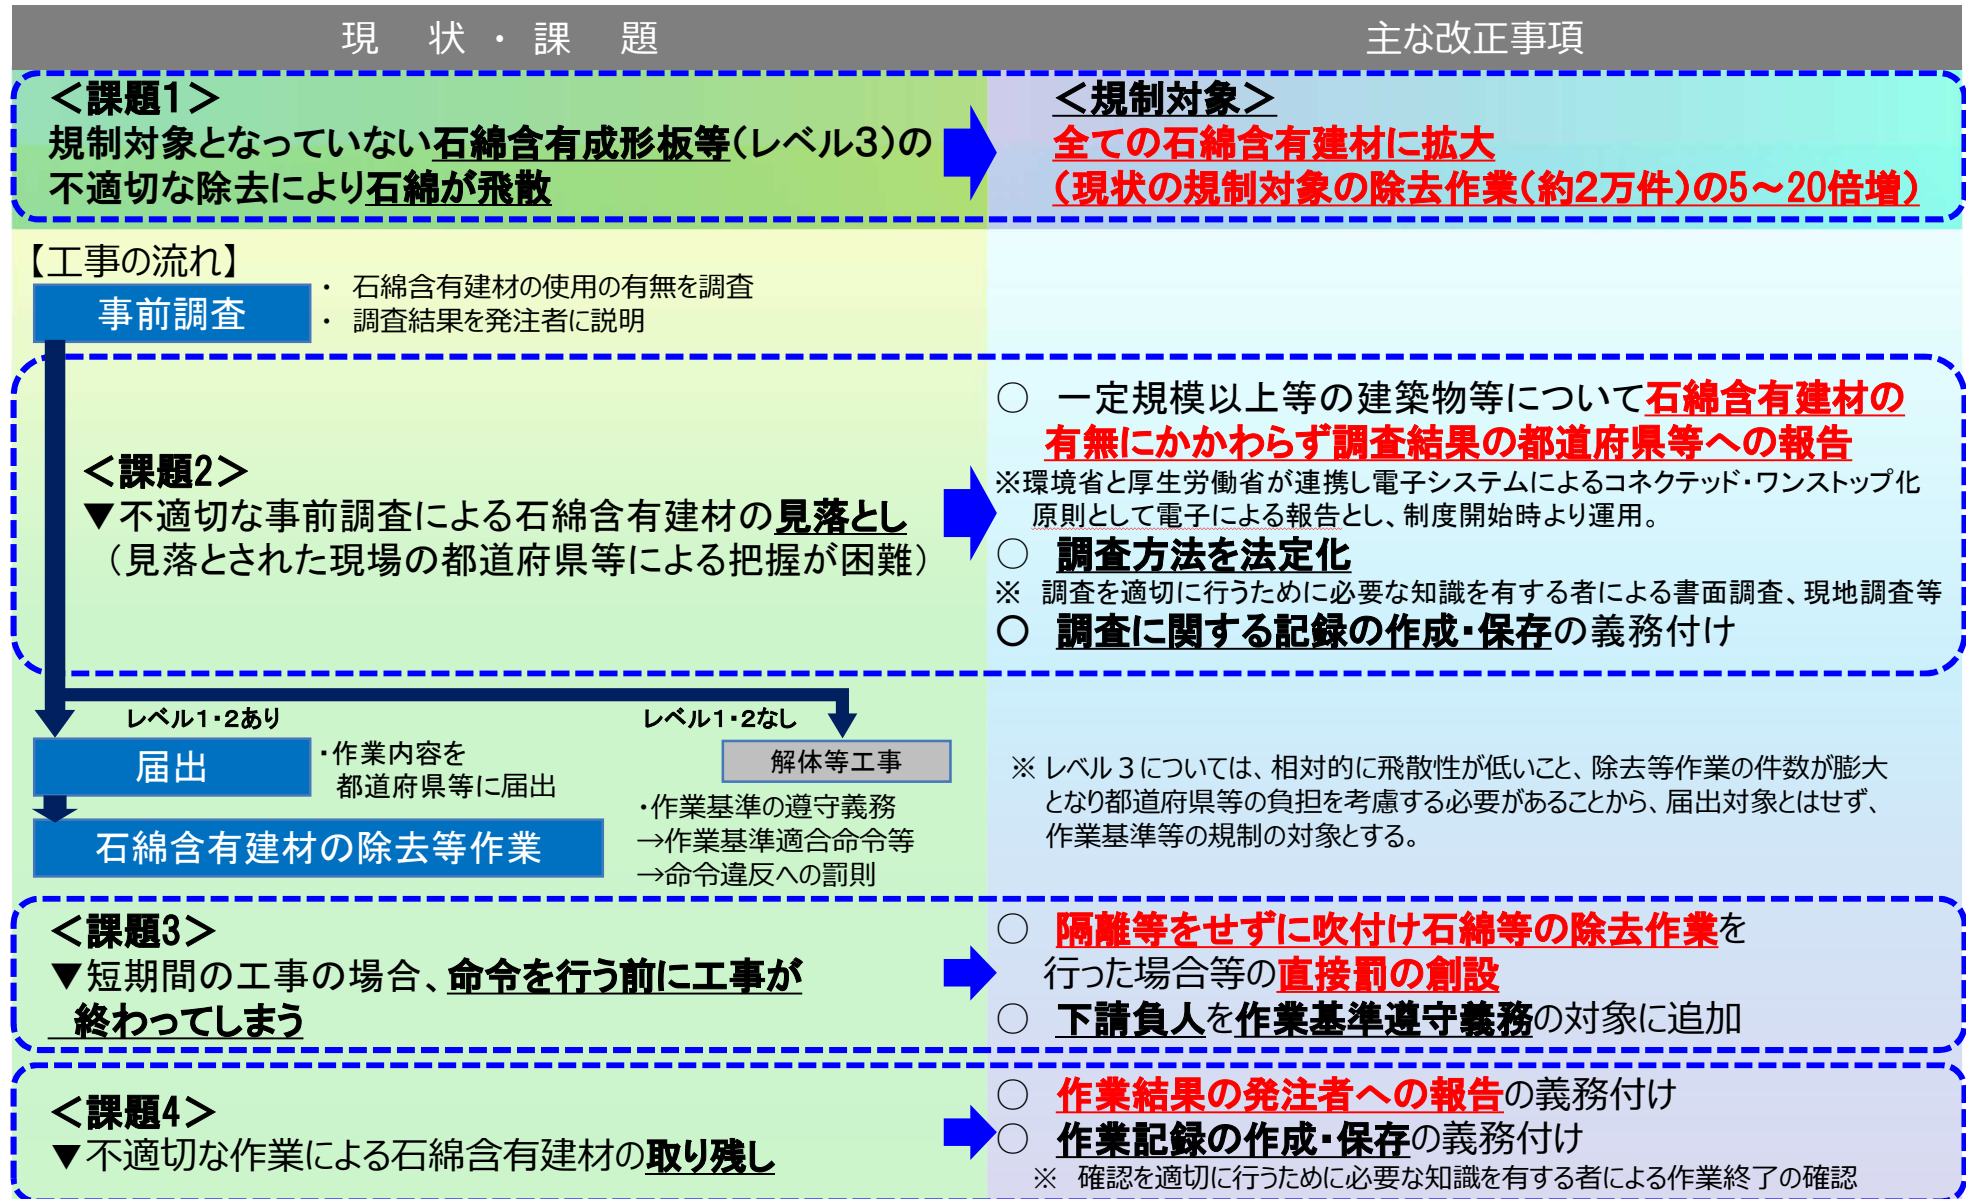 現　状・課　題
主な改正事項
＜課題1＞
規制対象となっていない石綿含有成形板等(レベル3)の
不適切な除去により石綿が飛散
＜規制対象＞
全ての石綿含有建材に拡大
（現状の規制対象の除去作業(約2万件)の5～20倍増）
【工事の流れ】
事前調査
・ 石綿含有建材の使用の有無を調査
・ 調査結果を発注者に説明
＜課題2＞
▼不適切な事前調査による石綿含有建材の見落とし
（見落とされた現場の都道府県等による把握が困難）
○　一定規模以上等の建築物等について石綿含有建材の
有無にかかわらず調査結果の都道府県等への報告
※環境省と厚生労働省が連携し電子システムによるコネクテッド・ワンストップ化
原則として電子による報告とし、制度開始時より運用。
○　調査方法を法定化
※　調査を適切に行うために必要な知識を有する者による書面調査、現地調査等
○　調査に関する記録の作成・保存の義務付け
レベル1・2あり
レベル1・2なし
届出
・作業内容を
都道府県等に届出
解体等工事
石綿含有建材の除去等作業
・作業基準の遵守義務
→作業基準適合命令等
→命令違反への罰則
※ レベル３については、相対的に飛散性が低いこと、除去等作業の件数が膨大
となり都道府県等の負担を考慮する必要があることから、届出対象とはせず、
作業基準等の規制の対象とする。
＜課題3＞
▼短期間の工事の場合、命令を行う前に工事が
終わってしまう
○　隔離等をせずに吹付け石綿等の除去作業を
行った場合等の直接罰の創設
○　下請負人を作業基準遵守義務の対象に追加
＜課題4＞
▼不適切な作業による石綿含有建材の取り残し
○　作業結果の発注者への報告の義務付け
○　作業記録の作成・保存の義務付け
※　確認を適切に行うために必要な知識を有する者による作業終了の確認